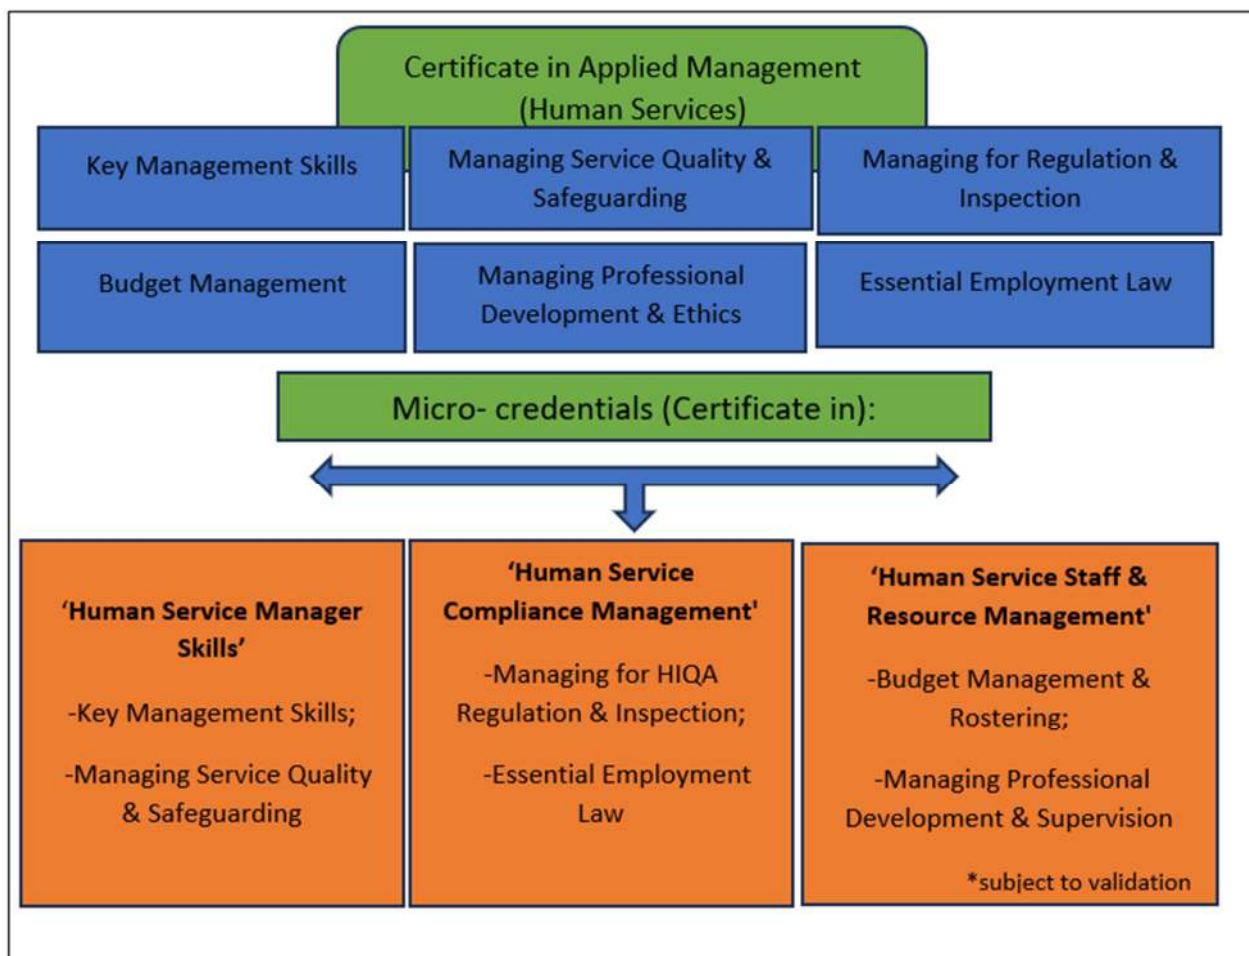 Certificate in Applied Management
(Human Services)
Key Management Skills
Managing Service Quality &
Safeguarding
Managing for Regulation &
Inspection
Budget Management
Managing Professional
Development & Ethics
Essential Employment Law
Micro- credentials (Certificate in):
‘Human Service Manager
Skills’
-Key Management Skills;
-Managing Service Quality
& Safeguarding
‘Human Service
Compliance Management'
-Managing for HIQA
Regulation & Inspection;
-Essential Employment
Law
‘Human Service Staff &
Resource Management'
-Budget Management &
Rostering;
-Managing Professional
Development & Supervision
*subject to validation